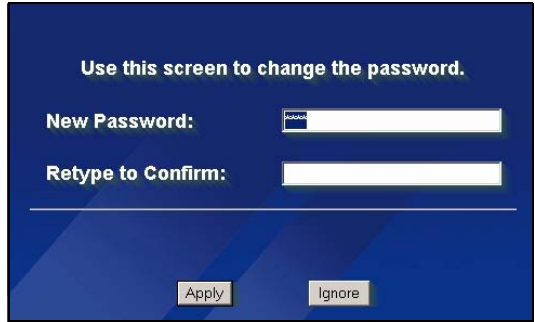 Use this screen to change the password.
New Password:
****
Retype to Confirm:
Apply
Ignore